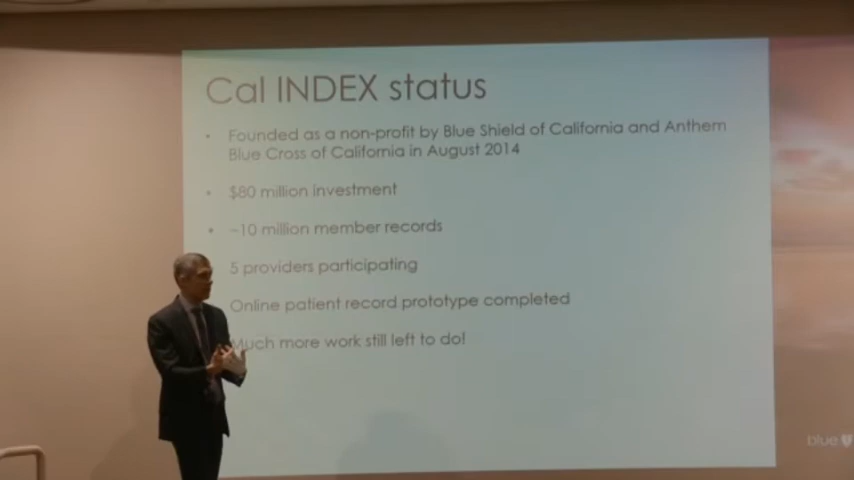 Cal INDEX status
• Founded as a non-profit by Blue Shield of California and Anthem
Blue Cross of California in August 2014
• $80 million investment
• ~10 million member records
5 providers participating
Online patient record prototype completed
Much more work still left to do!
blue